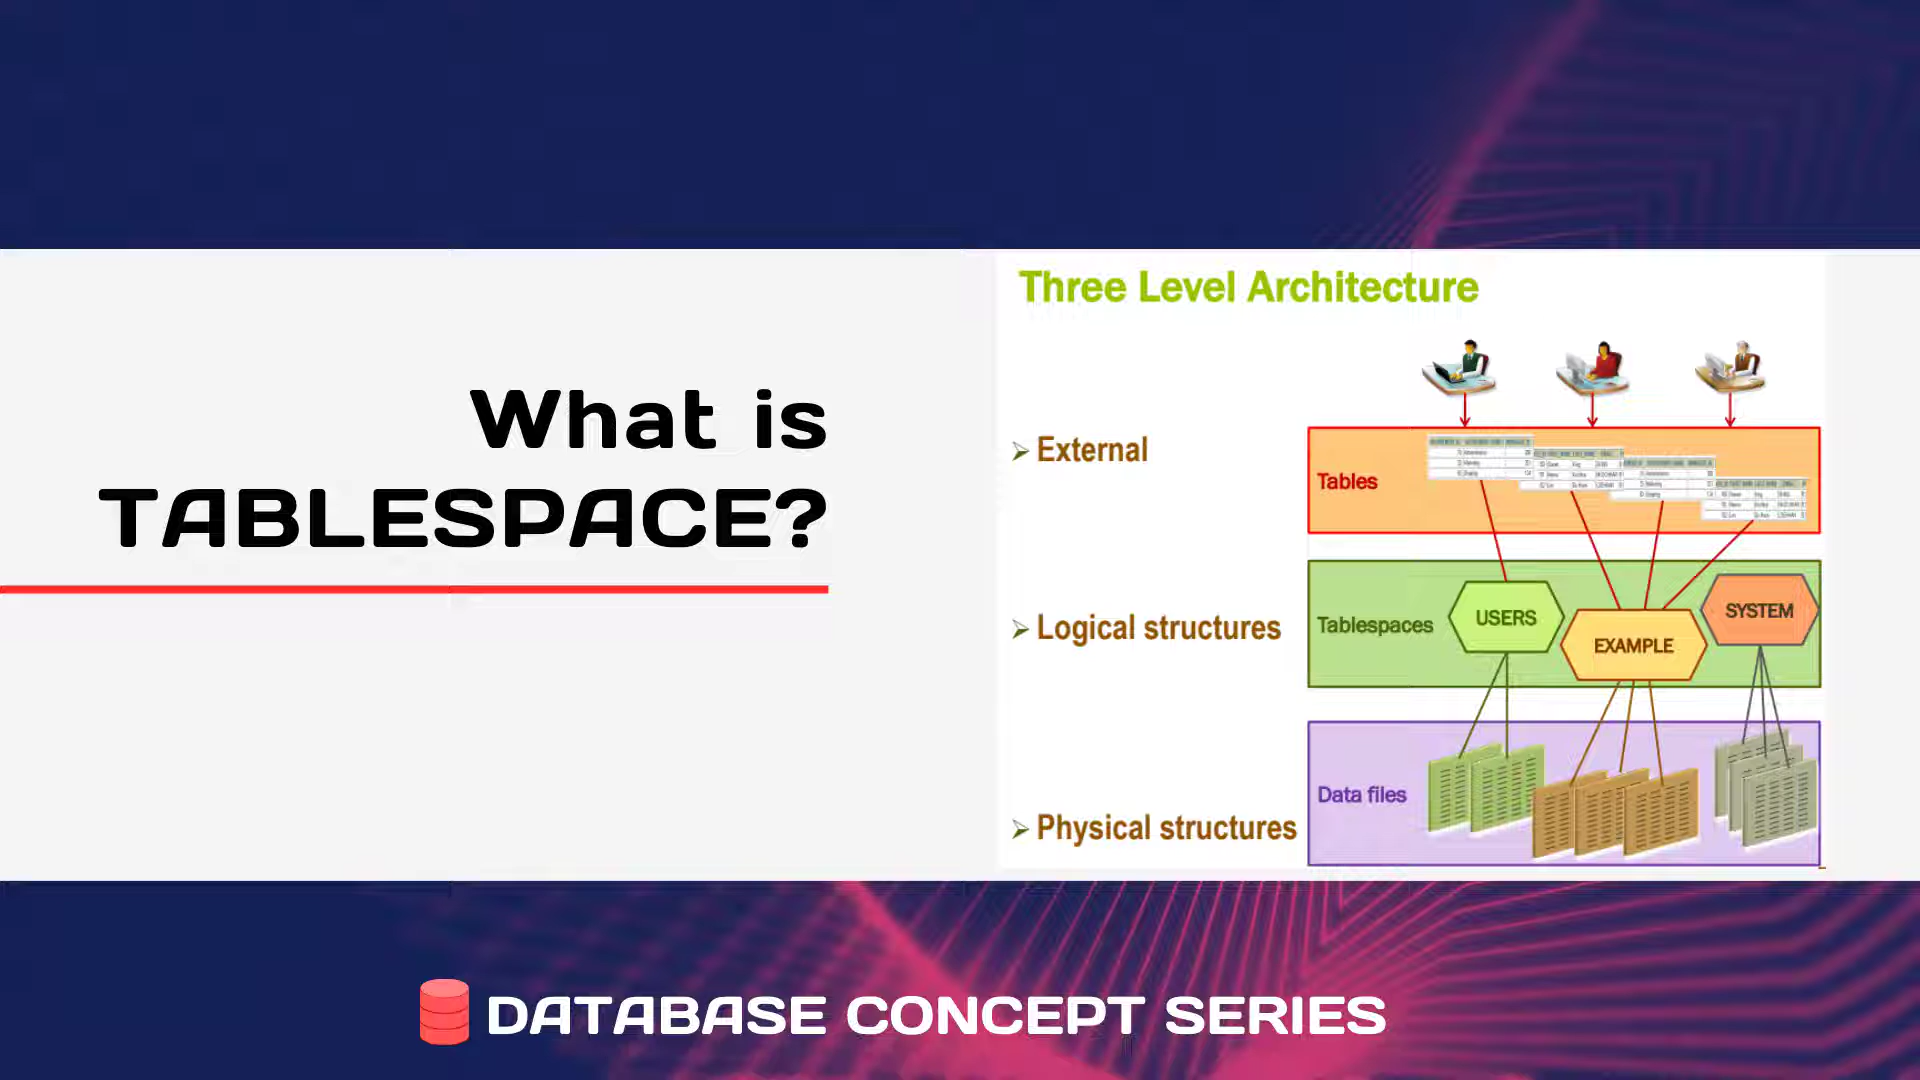 What is
TABLESPACE?
Three Level Architecture
External
Tables
Logical structures
Tablespaces
USERS
EXAMPLE
SYSTEM
Physical structures
Data files
DATABASE CONCEPT SERIES